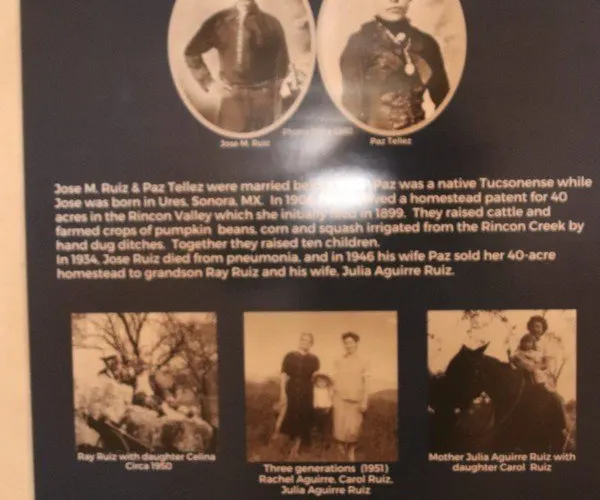 Jose M. Ruiz
Paz Tellez
Jose M. Ruiz & Paz Tellez were married Paz was a native Tucsonense while
Jose was born in Ures, Sonora, MX. In a homestead patent for 40
acres in the Rincon Valley which she initially in 1899. They raised cattle and
farmed crops of pumpkin beans, corn and squash irrigated from the Rincon Creek by
hand dug ditches. Together they raised ten children.
In 1934, Jose Ruiz died from pneumonia, and in 1946 his wife Paz sold her 40-acre
homestead to grandson Ray Ruiz and his wife, Julia Aguirre Ruiz.
Ray Ruiz with daughter Celina
Circa 1950
Three generations (1951)
Rachel Aguirre, Carol Ruiz,
Julia Aguirre Ruiz
Mother Julia Aguirre Ruiz with
daughter Carol Ruiz